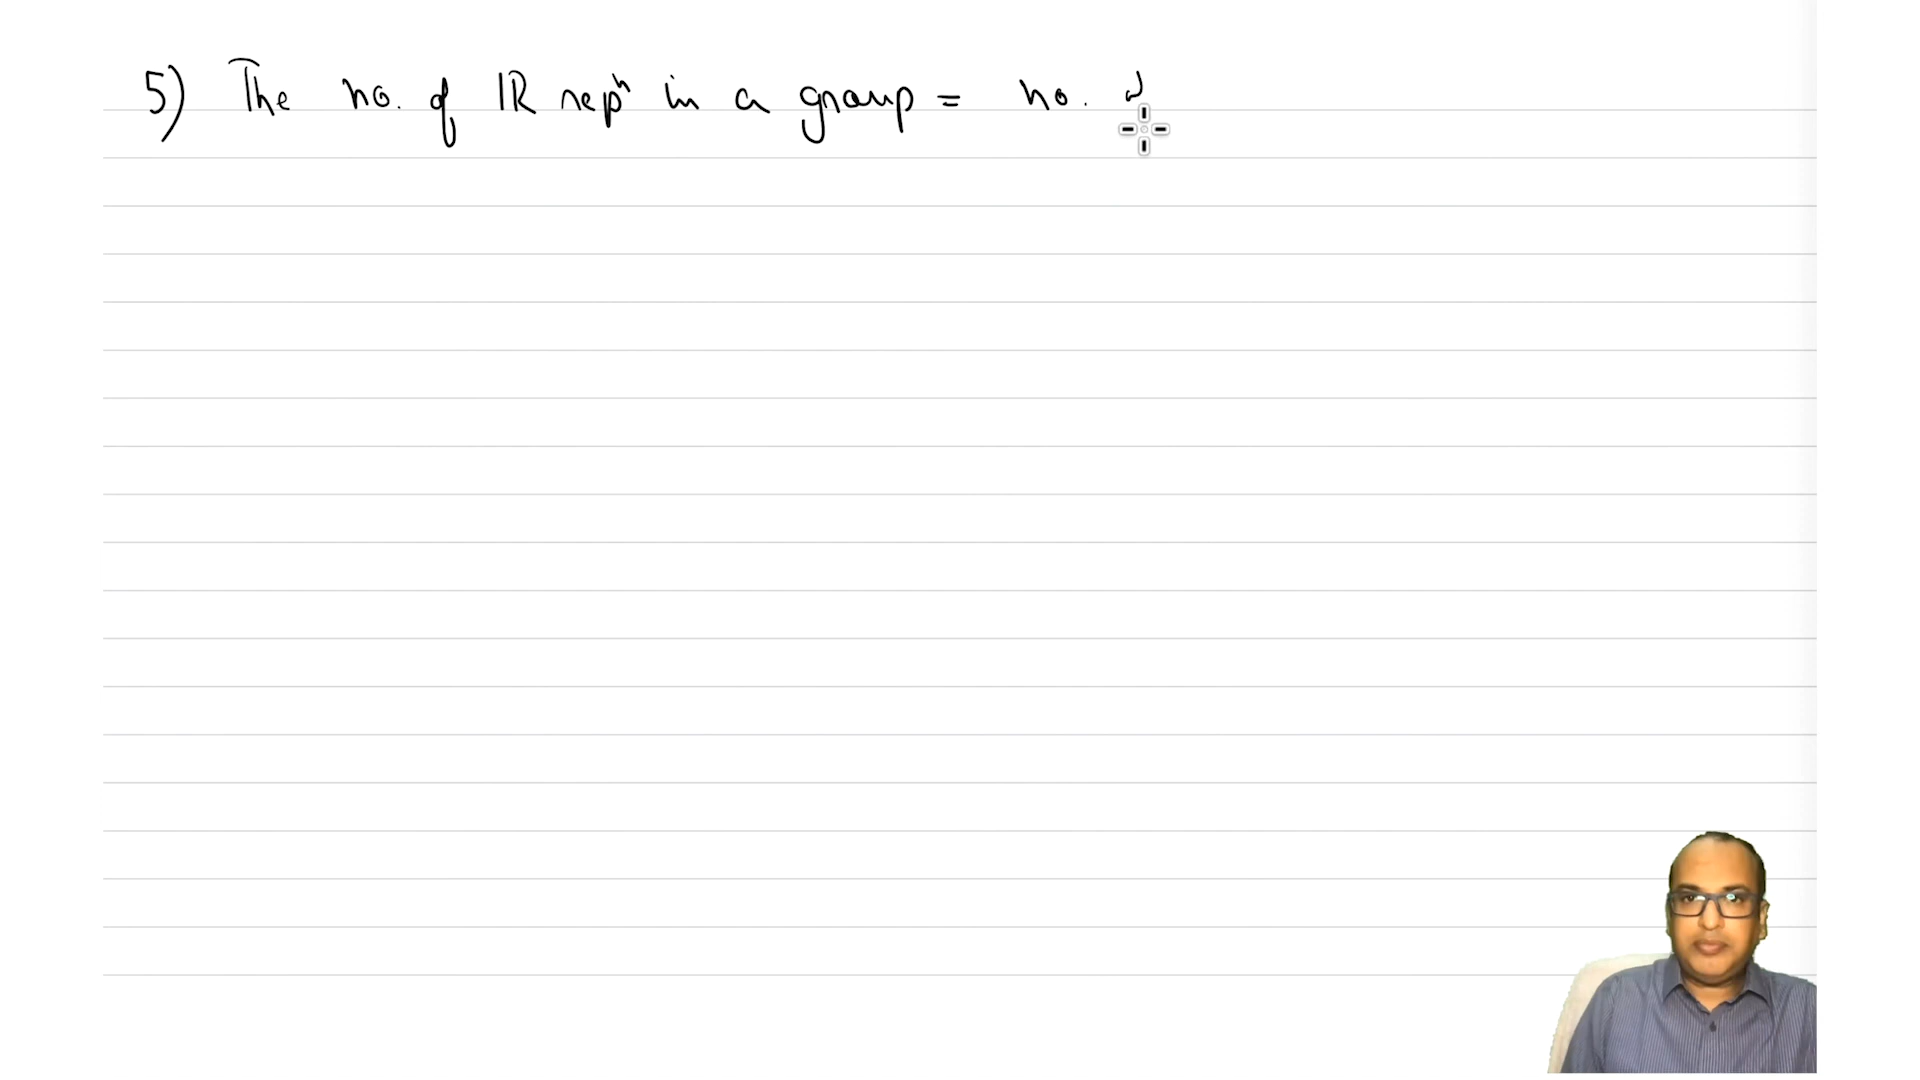 5) The no. of IR repⁿ in a group = no.